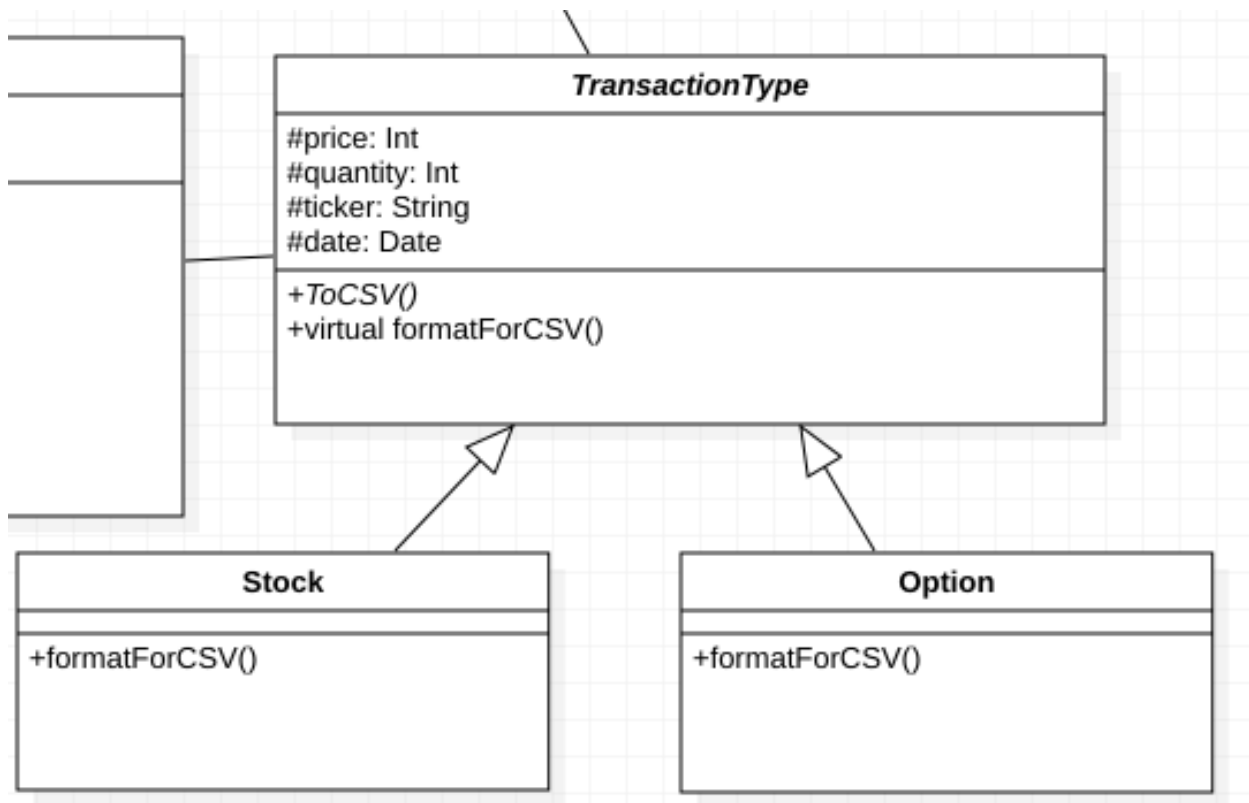 TransactionType
#price: Int
#quantity: Int
#ticker: String
#date: Date
+ToCSV()
+virtual formatForCSV()
Stock
+formatForCSV()
Option
+formatForCSV()